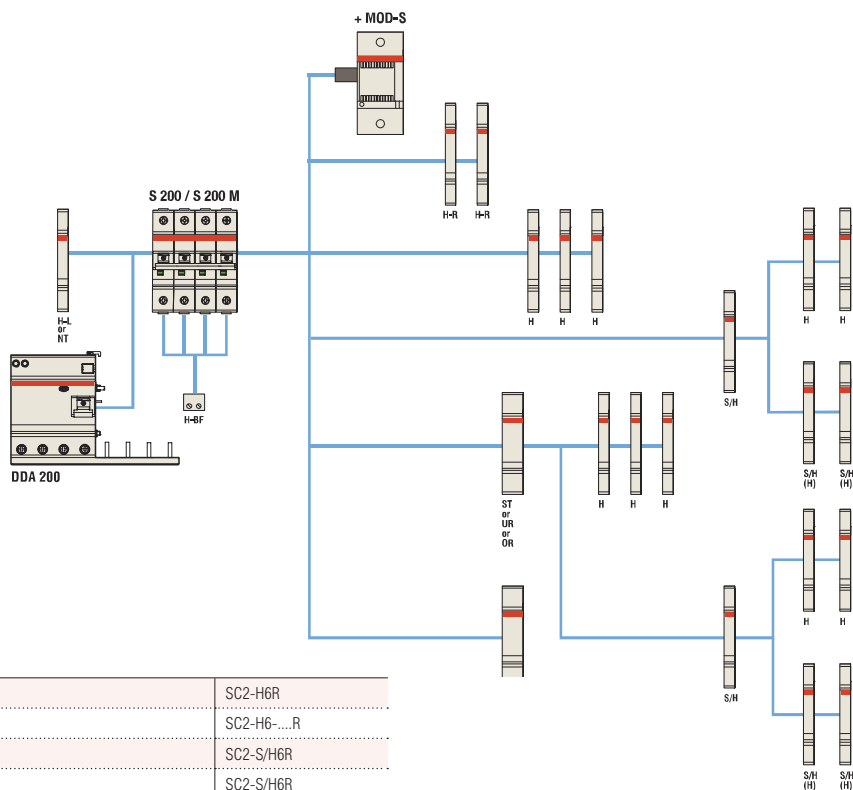 + MOD-S
H-R H-R
S 200 / S 200 M
H-L
or
NT
H H H
H H
S/H
H-BF
DDA 200
S/H S/H
(H) (H)
ST
or
UR
or
OR
H H H
H H
S/H
S/H S/H
(H) (H)
SC2-H6R
SC2-H6-....R
SC2-S/H6R
SC2-S/H6R